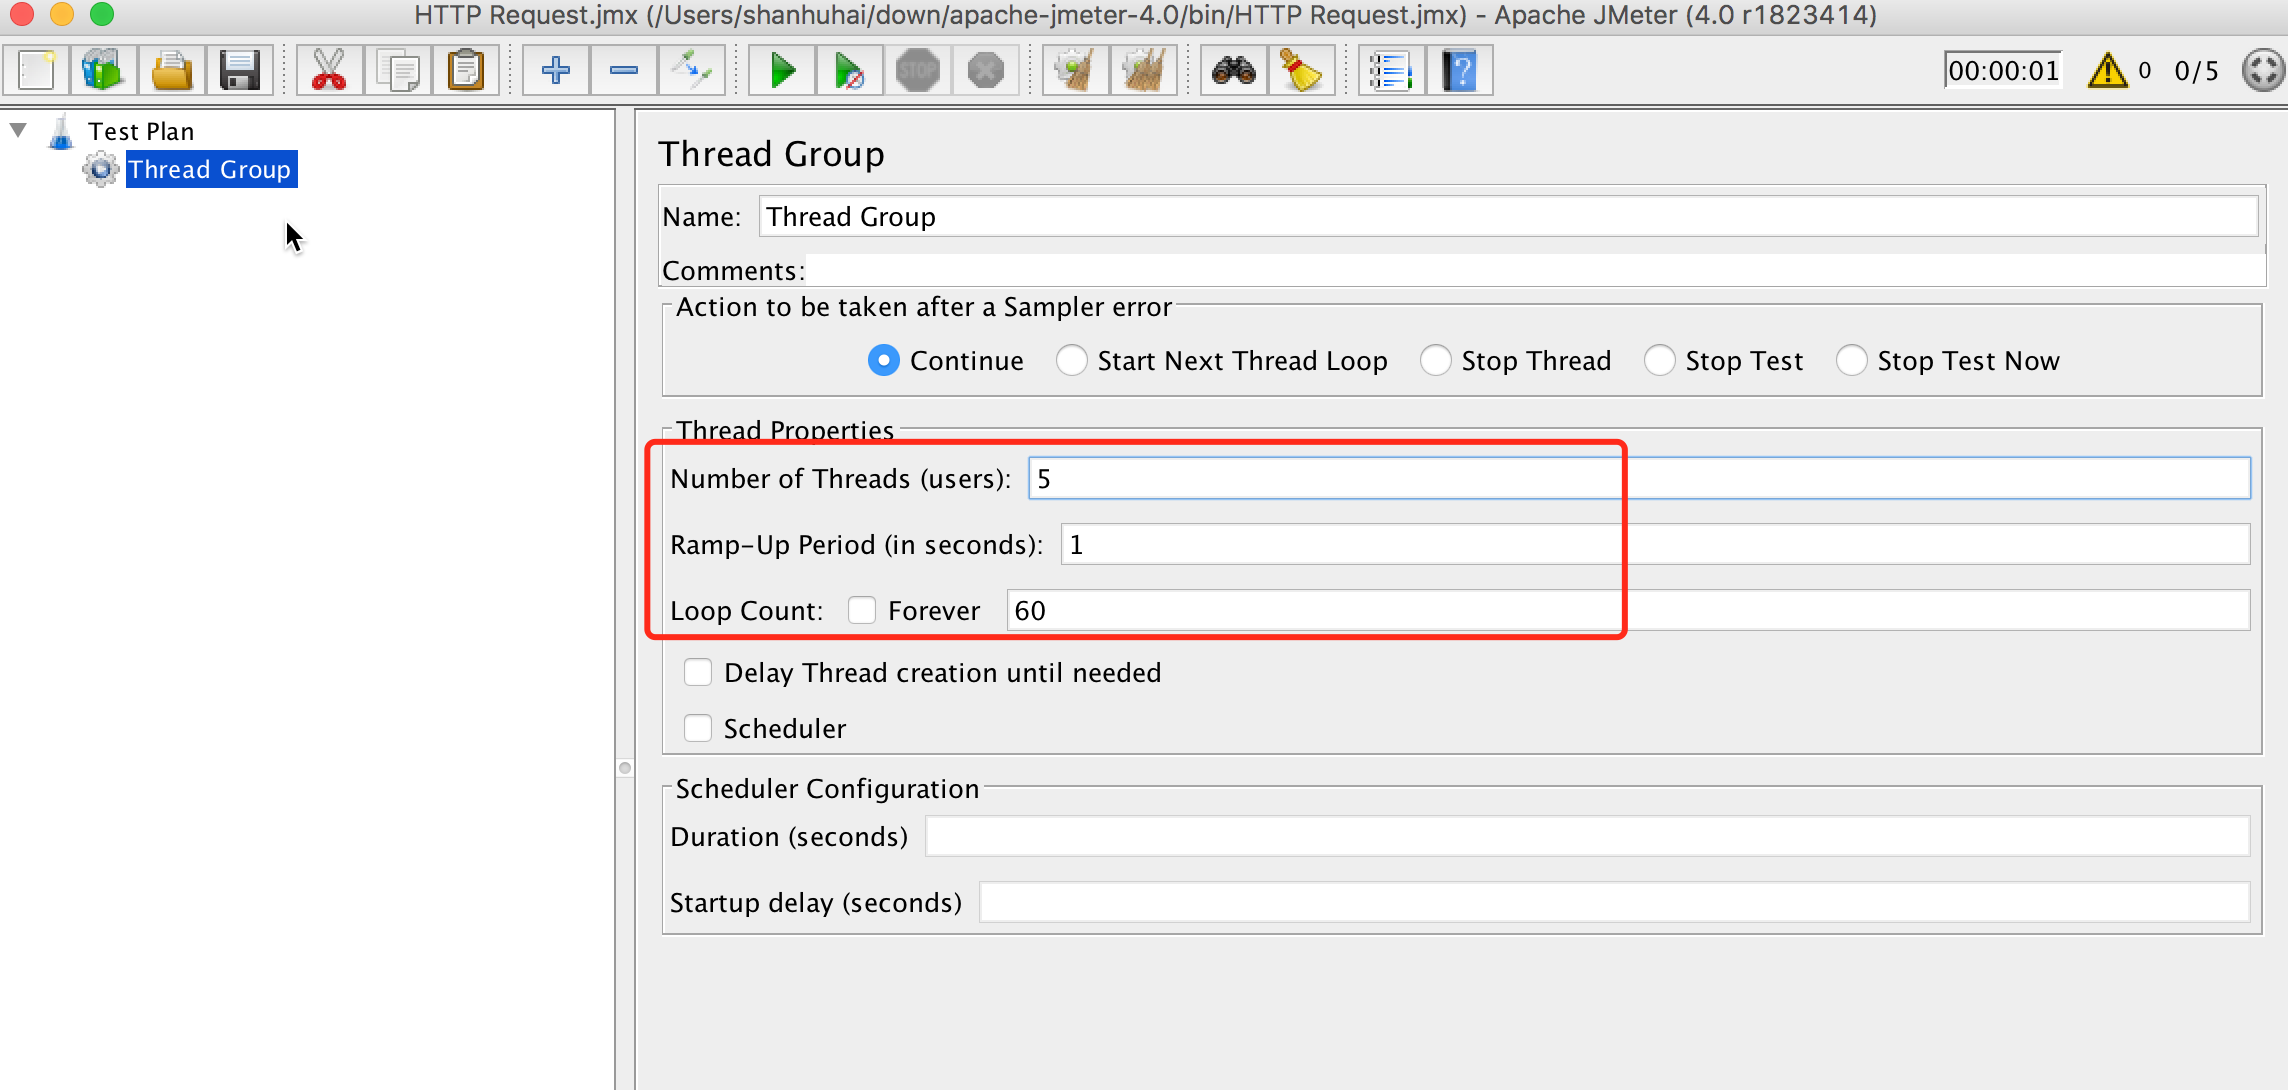 HTTP Request.jmx (/Users/shanhuhai/down/apache-jmeter-4.0/bin/HTTP Request.jmx) - Apache JMeter (4.0 r1823414)
STOP
?
00:00:01 0 0/5
Test Plan
Thread Group
Thread Group
Name: Thread Group
Comments:
Action to be taken after a Sampler error
Continue Start Next Thread Loop Stop Thread Stop Test Stop Test Now
Thread Properties
Number of Threads (users): 5
Ramp-Up Period (in seconds): 1
Loop Count: Forever 60
Delay Thread creation until needed
Scheduler
Scheduler Configuration
Duration (seconds)
Startup delay (seconds)